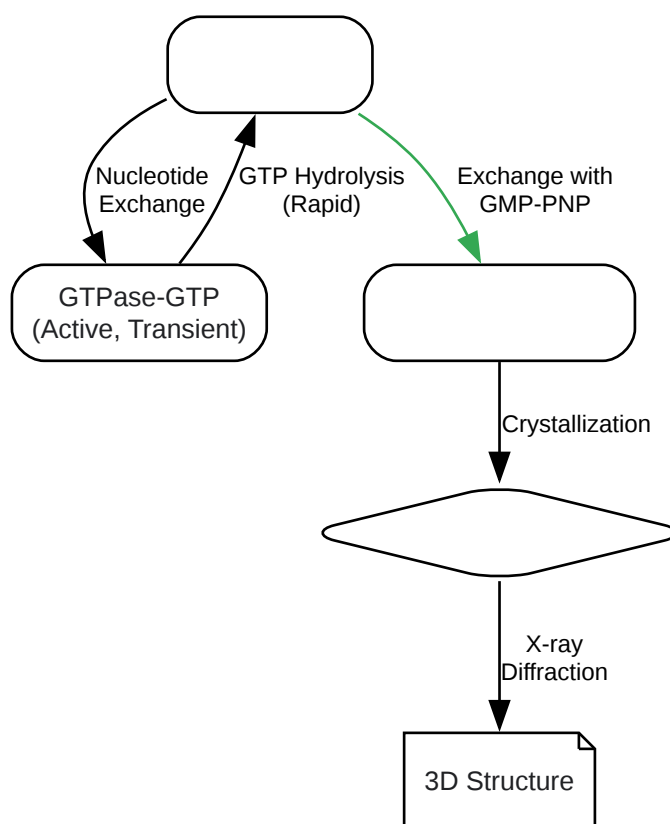 Nucleotide
Exchange
GTP Hydrolysis
(Rapid)
Exchange with
GMP-PNP
GTPase-GTP
(Active, Transient)
Crystallization
X-ray
Diffraction
3D Structure